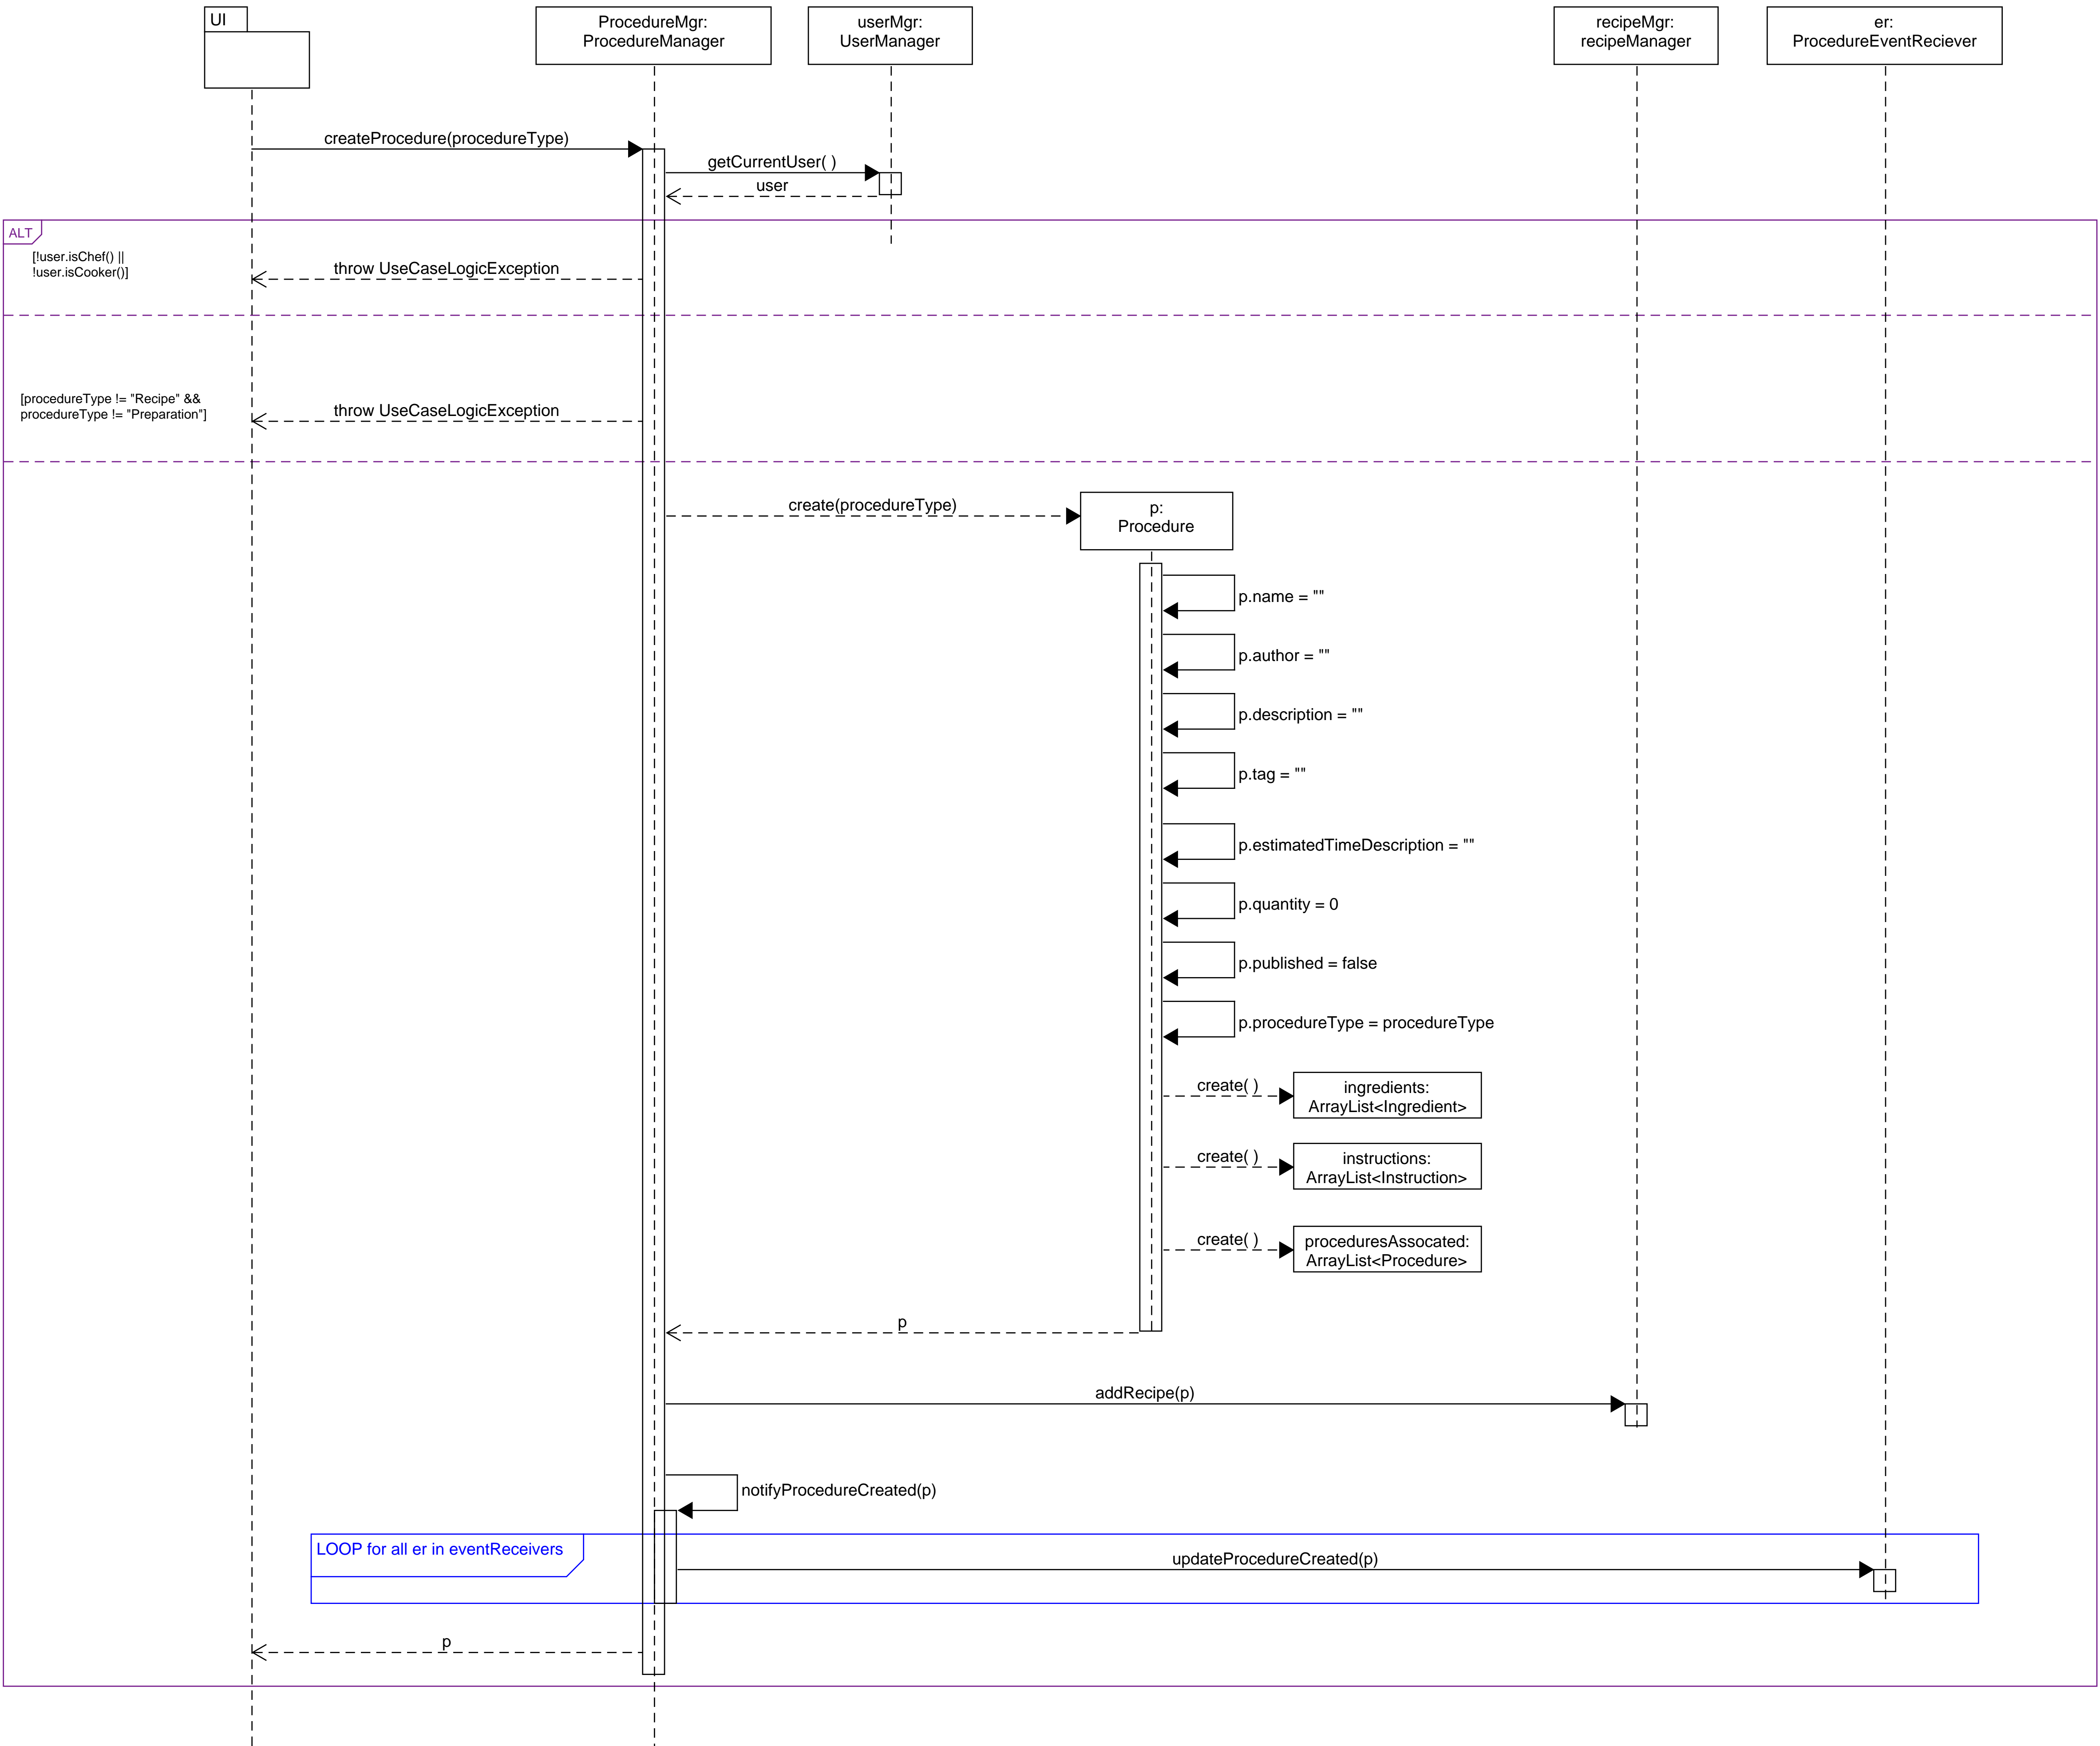 UI
ProcedureMgr:
ProcedureManager
userMgr:
UserManager
recipeMgr:
recipeManager
er:
ProcedureEventReciever
createProcedure(procedureType)
getCurrentUser( )
user
ALT
[!user.isChef() ||
!user.isCooker()]
throw UseCaseLogicException
[procedureType != "Recipe" &&
procedureType != "Preparation"]
throw UseCaseLogicException
create(procedureType)
p:
Procedure
p.name = ""
p.author = ""
p.description = ""
p.tag = ""
p.estimatedTimeDescription = ""
p.quantity = 0
p.published = false
p.procedureType = procedureType
create( )
ingredients:
ArrayList<Ingredient>
create( )
instructions:
ArrayList<Instruction>
create( )
proceduresAssocated:
ArrayList<Procedure>
p
addRecipe(p)
notifyProcedureCreated(p)
LOOP for all er in eventReceivers
updateProcedureCreated(p)
p